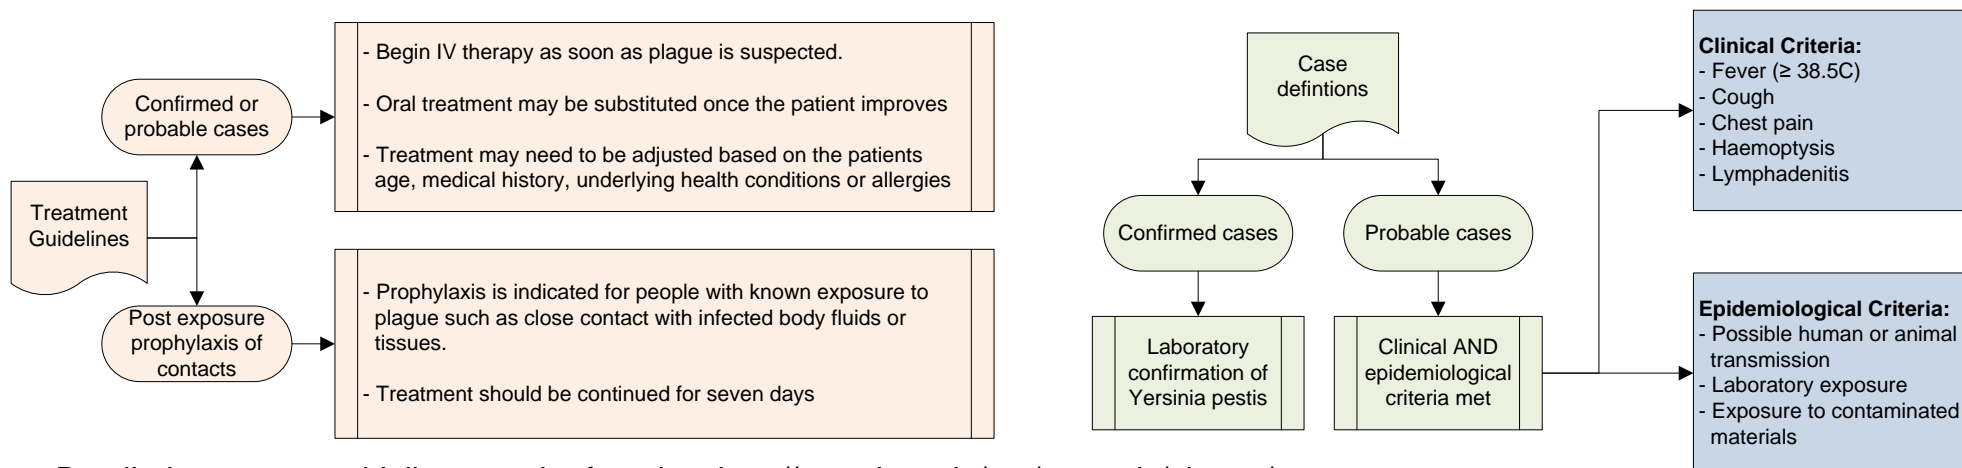 Treatment
Guidelines
Confirmed or
probable cases
- Begin IV therapy as soon as plague is suspected.
- Oral treatment may be substituted once the patient improves
- Treatment may need to be adjusted based on the patients
age, medical history, underlying health conditions or allergies
Post exposure
prophylaxis of
contacts
- Prophylaxis is indicated for people with known exposure to
plague such as close contact with infected body fluids or
tissues.
- Treatment should be continued for seven days
Case
defintions
Confirmed cases
Probable cases
Laboratory
confirmation of
Yersinia pestis
Clinical AND
epidemiological
criteria met
Clinical Criteria:
- Fever (≥ 38.5C)
- Cough
- Chest pain
- Haemoptysis
- Lymphadenitis
Epidemiological Criteria:
- Possible human or animal
transmission
- Laboratory exposure
- Exposure to contaminated
materials